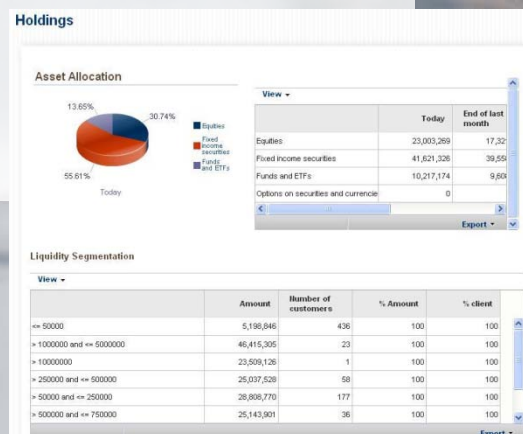 Holdings
Asset Allocation
13.65%
30.74%
55.61%
Today
Equities
Fixed
income
securities
Funds
and ETFs
View
Today End of last
month
Equities 23,003,269
Fixed income securities 41,621,326
Funds and ETFs 10,217,174
Options on securities and currencie 0
Export
Liquidity Segmentation
View
Amount Number of
customers % Amount % client
<= 50000 5,198,846 436 100 100
> 1000000 and <= 5000000 46,415,305 23 100 100
> 10000000 23,509,126 1 100 100
> 250000 and <= 500000 25,037,528 58 100 100
> 50000 and <= 250000 28,808,770 177 100 100
> 500000 and <= 750000 25,143,901 36 100 100
Export